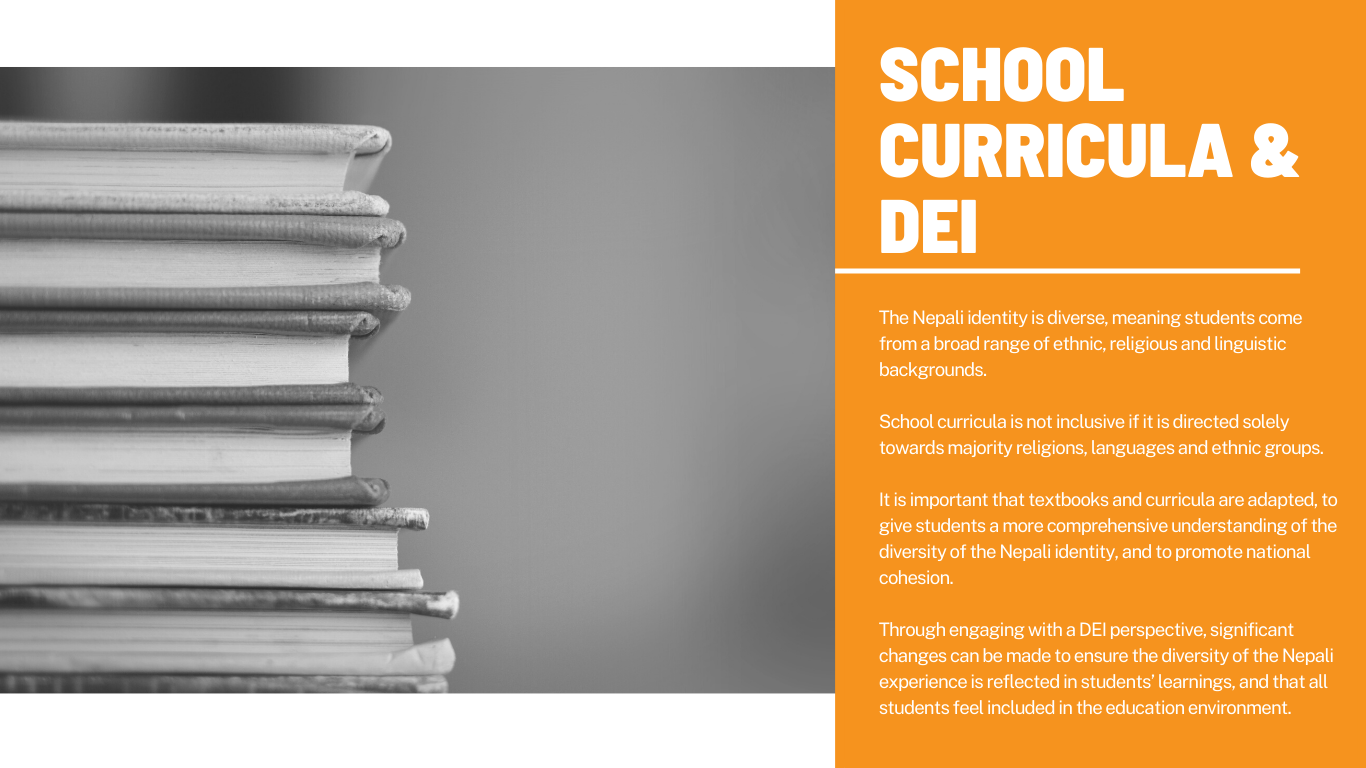 SCHOOL
CURRICULA &
DEI
The Nepali identity is diverse, meaning students come
from a broad range of ethnic, religious and linguistic
backgrounds.
School curricula is not inclusive if it is directed solely
towards majority religions, languages and ethnic groups.
It is important that textbooks and curricula are adapted, to
give students a more comprehensive understanding of the
diversity of the Nepali identity, and to promote national
cohesion.
Through engaging with a DEI perspective, significant
changes can be made to ensure the diversity of the Nepali
experience is reflected in students’ learnings, and that all
students feel included in the education environment.